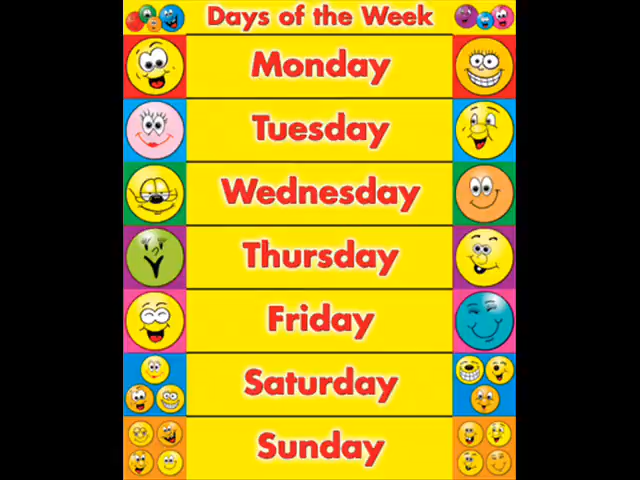 Days of the Week
Monday
Tuesday
Wednesday
Thursday
Friday
Saturday
Sunday